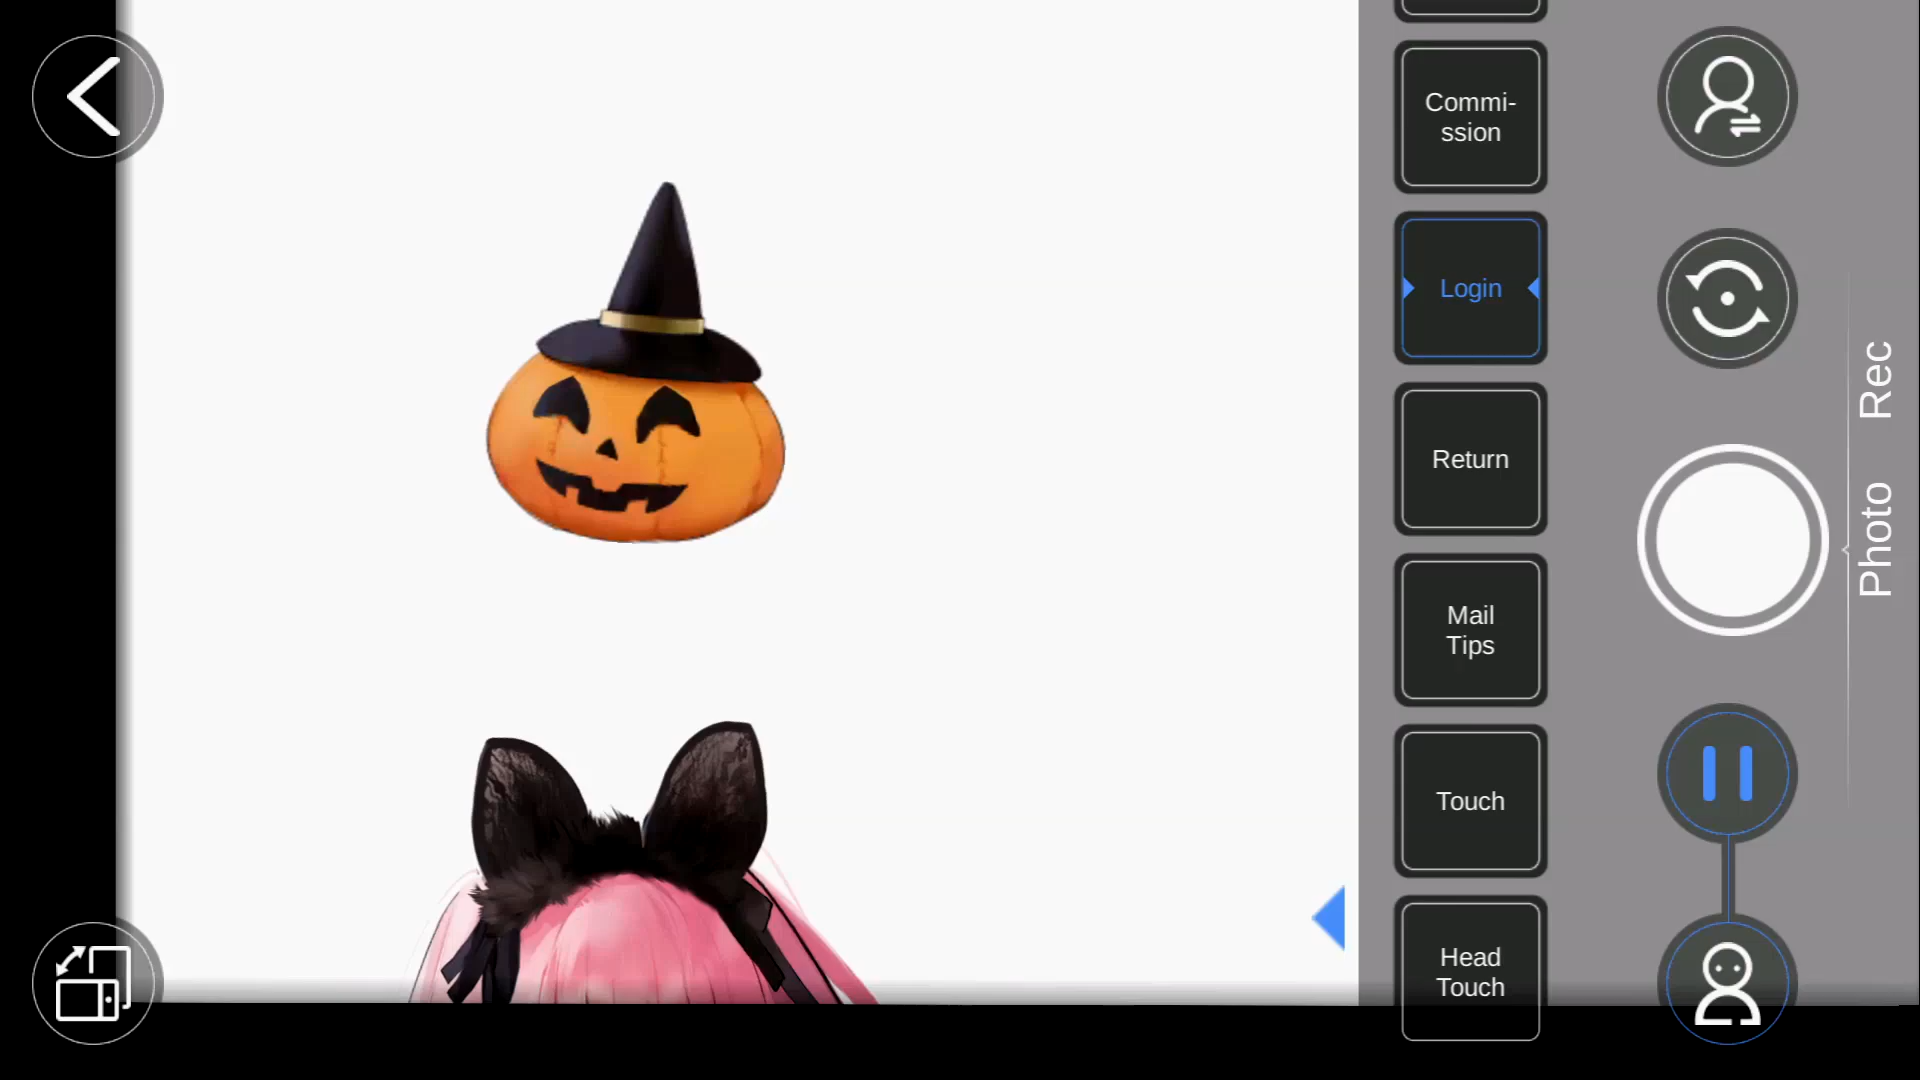 Commi-
ssion
Login
Return
Mail
Tips
Touch
Head
Touch
Rec
Photo